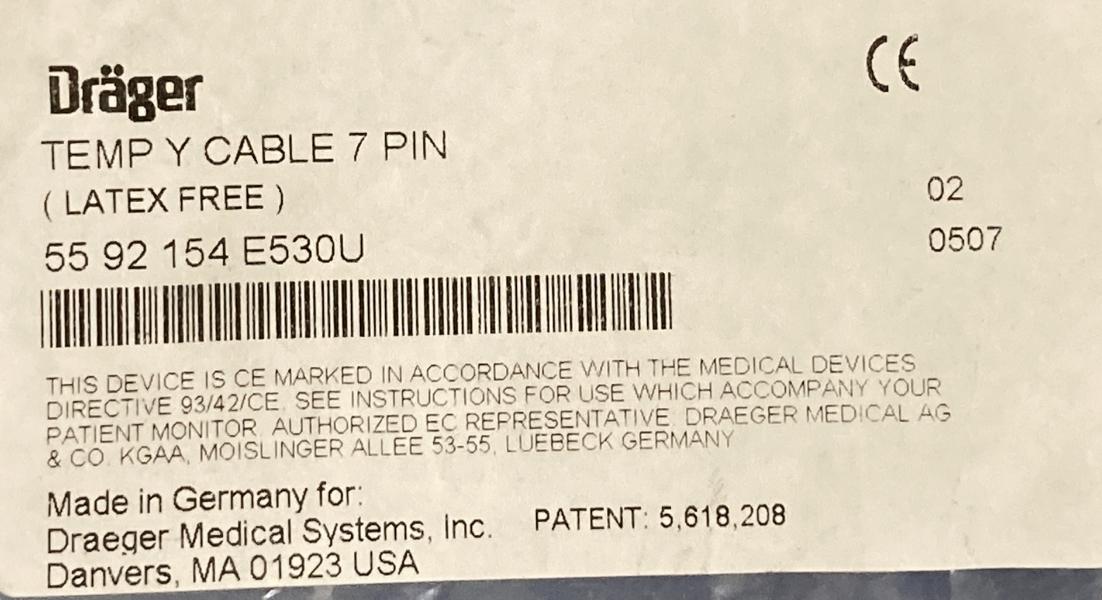 Dräger
CE
TEMP Y CABLE 7 PIN
( LATEX FREE )
02
55 92 154 E530U
0507
THIS DEVICE IS CE MARKED IN ACCORDANCE WITH THE MEDICAL DEVICES
DIRECTIVE 93/42/CE. SEE INSTRUCTIONS FOR USE WHICH ACCOMPANY YOUR
PATIENT MONITOR. AUTHORIZED EC REPRESENTATIVE: DRAEGER MEDICAL AG
& CO. KGAA, MOISLINGER ALLEE 53-55, LUEBECK GERMANY
Made in Germany for:
Draeger Medical Systems, Inc.
PATENT: 5,618,208
Danvers, MA 01923 USA